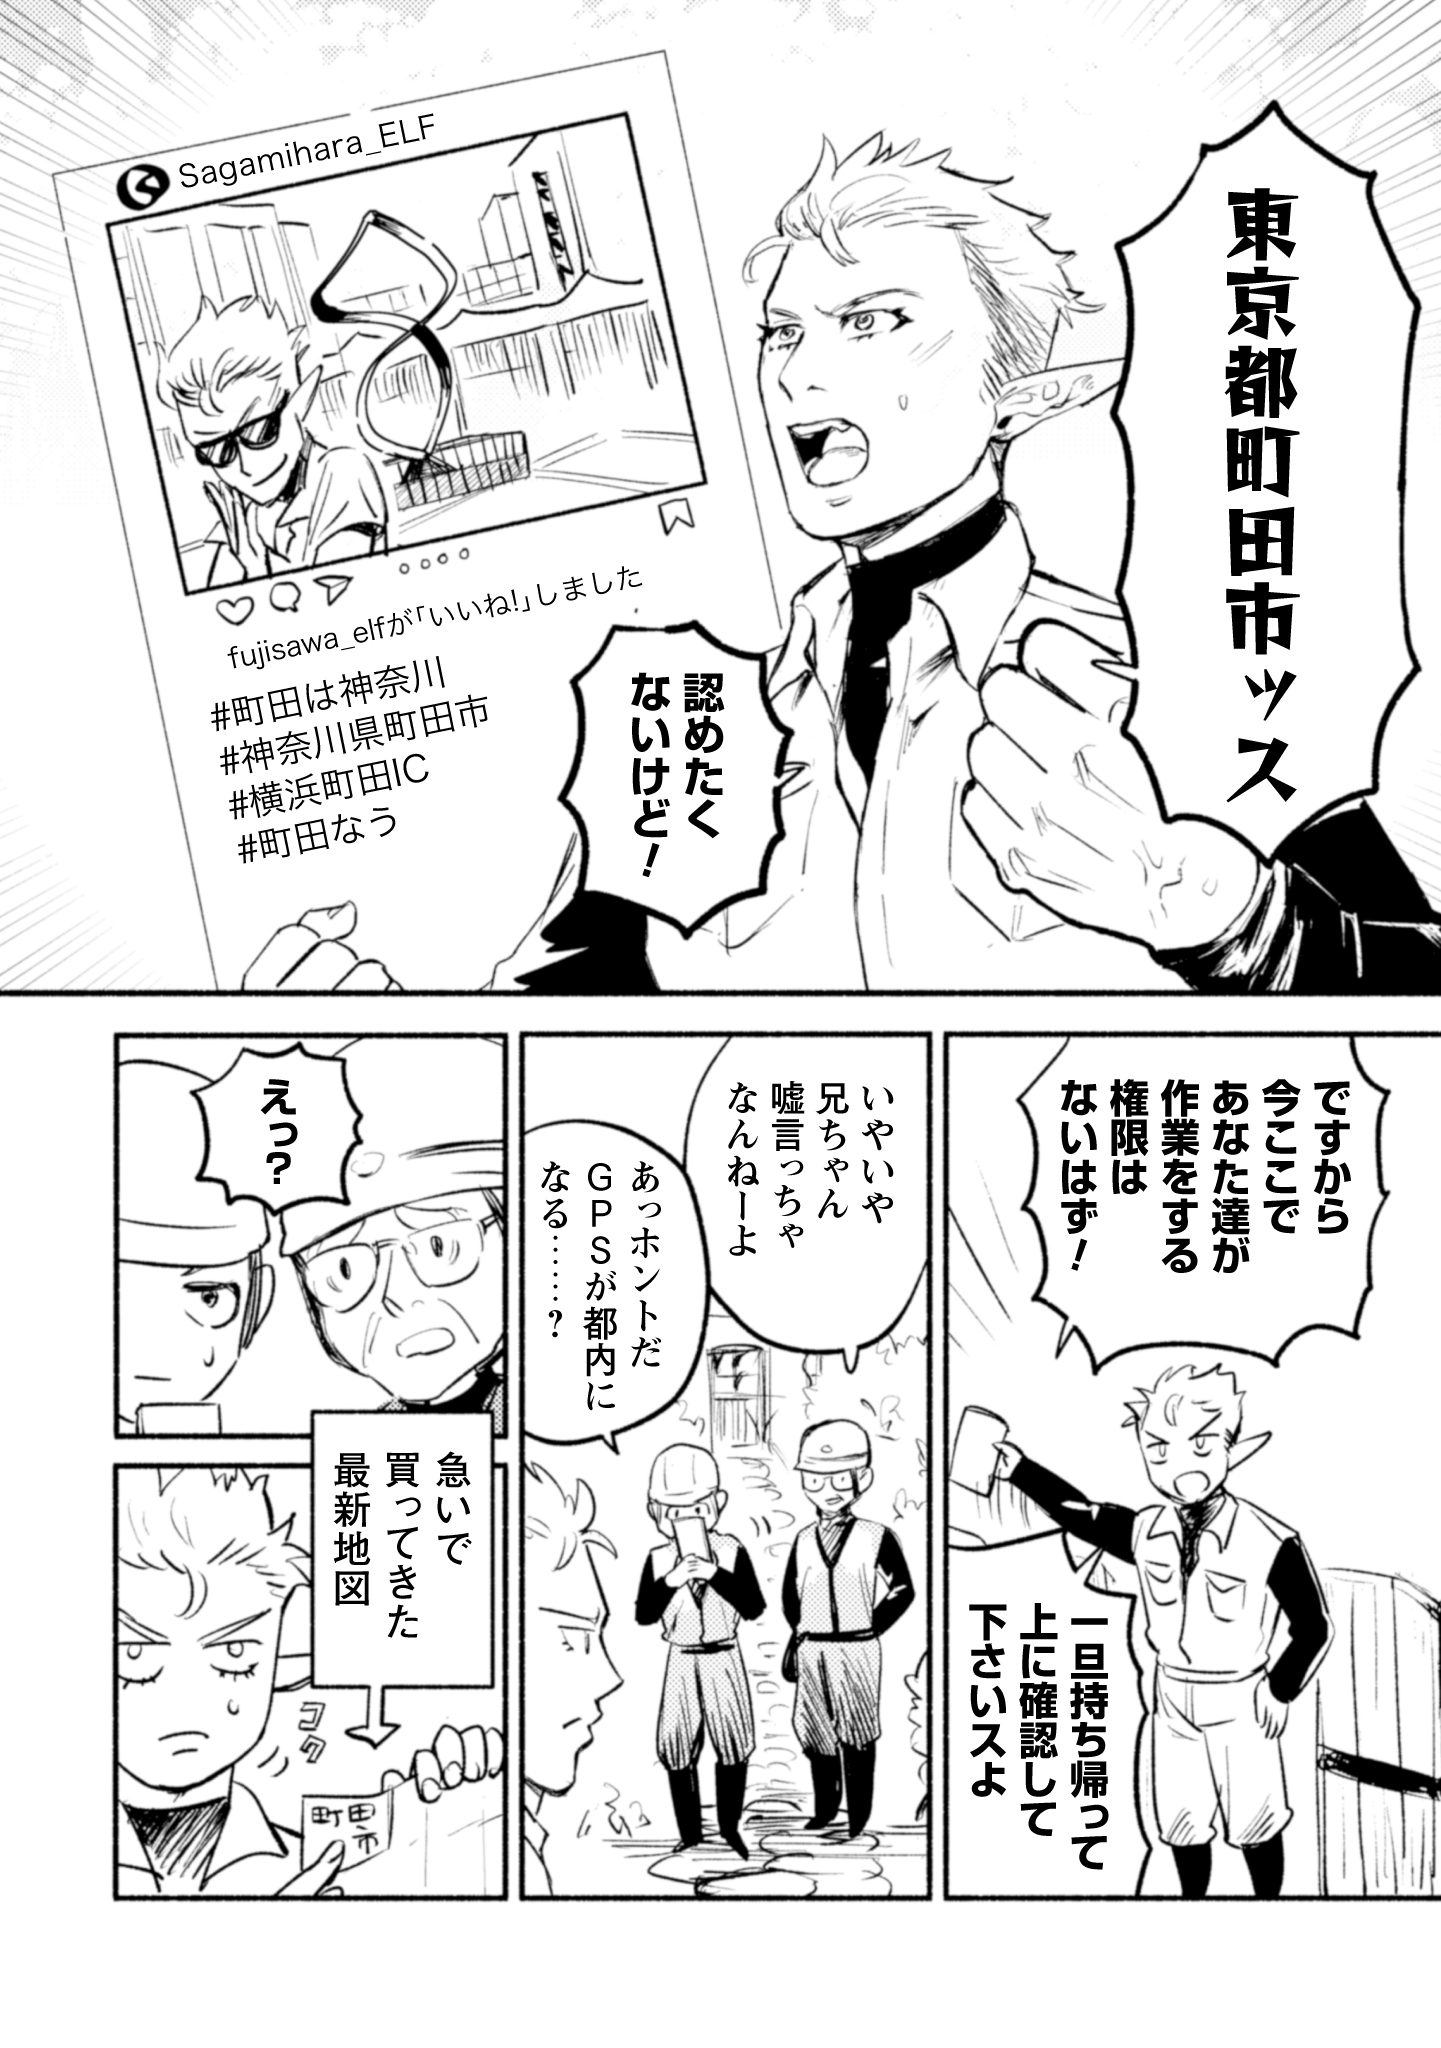 東京都町田市ッス
認めたく
ないけど!
Sagamihara_ELF
fujisawa_elfが「いいね!」しました
#町田は神奈川
#神奈川県町田市
#横浜町田IC
#町田なう
ですから
今ここで
あなた達が
作業をする
権限は
ないはず!
一旦持ち帰って
上に確認して
下さいスよ
いやいや
兄ちゃん
嘘言っちゃ
なんねーよ
あっホントだ
GPSが都内に
なる……?
えっ?
急いで
買ってきた
最新地図
コク
町田
市